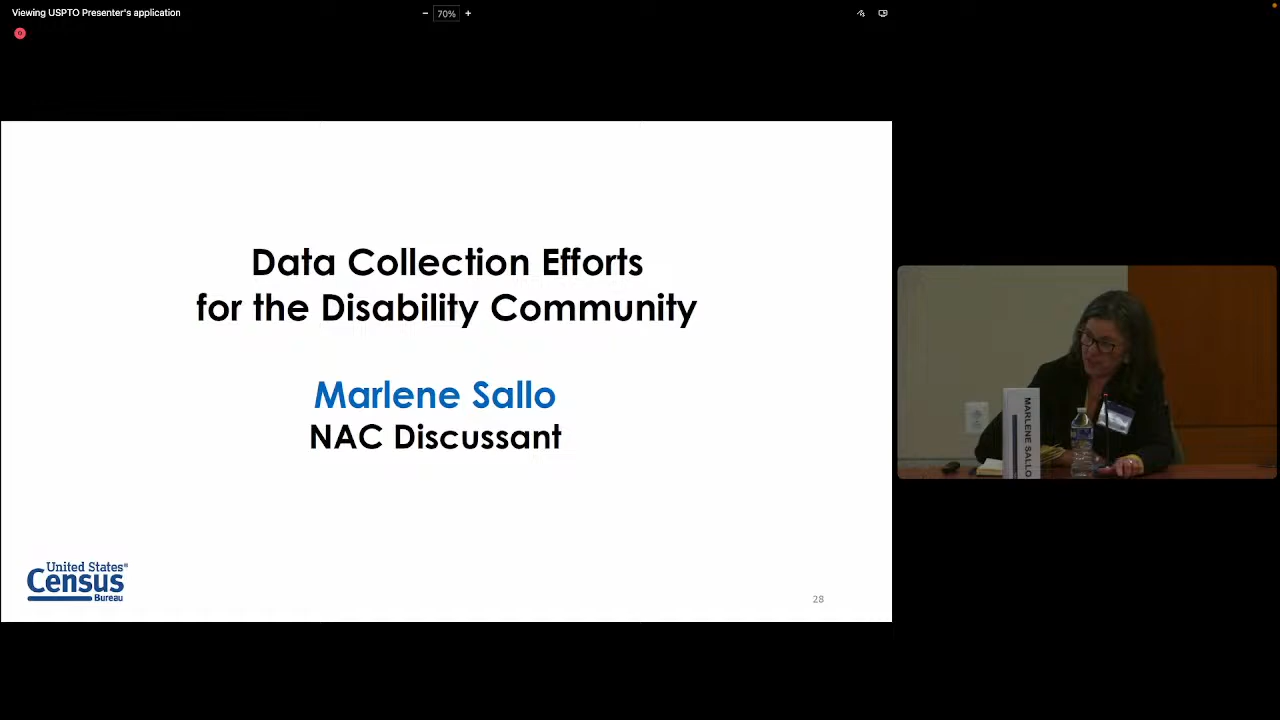 Viewing USPTO Presenter's application
− 70% +
Data Collection Efforts
for the Disability Community
Marlene Sallo
NAC Discussant
MARLENE SALLO
United States®
Census
Bureau
28